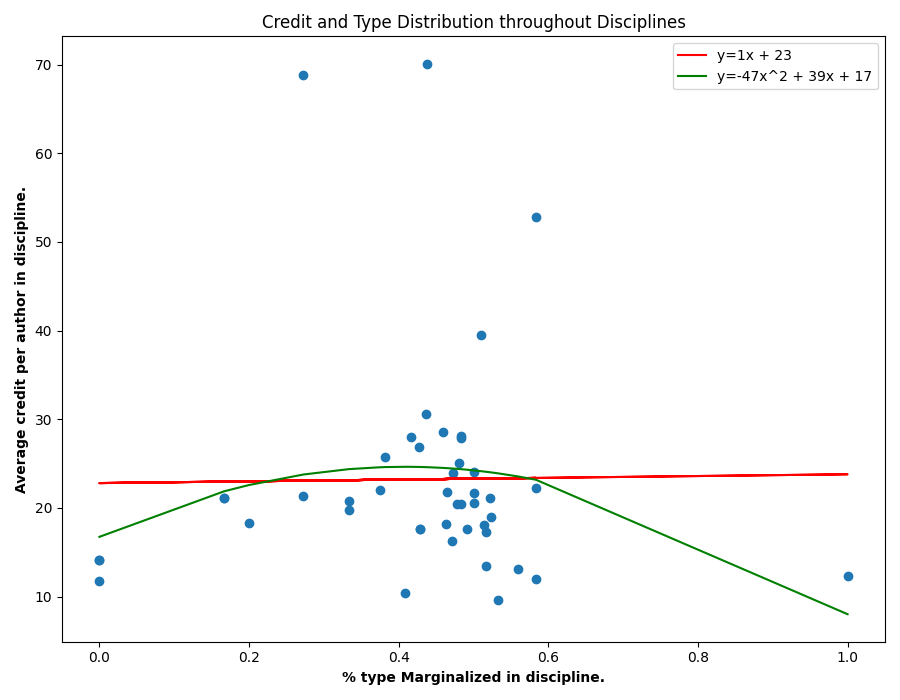 Credit and Type Distribution throughout Disciplines
y=1x + 23
y=-47x^2 + 39x + 17
Average credit per author in discipline.
70
60
50
40
30
20
10
0.0 0.2 0.4 0.6 0.8 1.0
% type Marginalized in discipline.